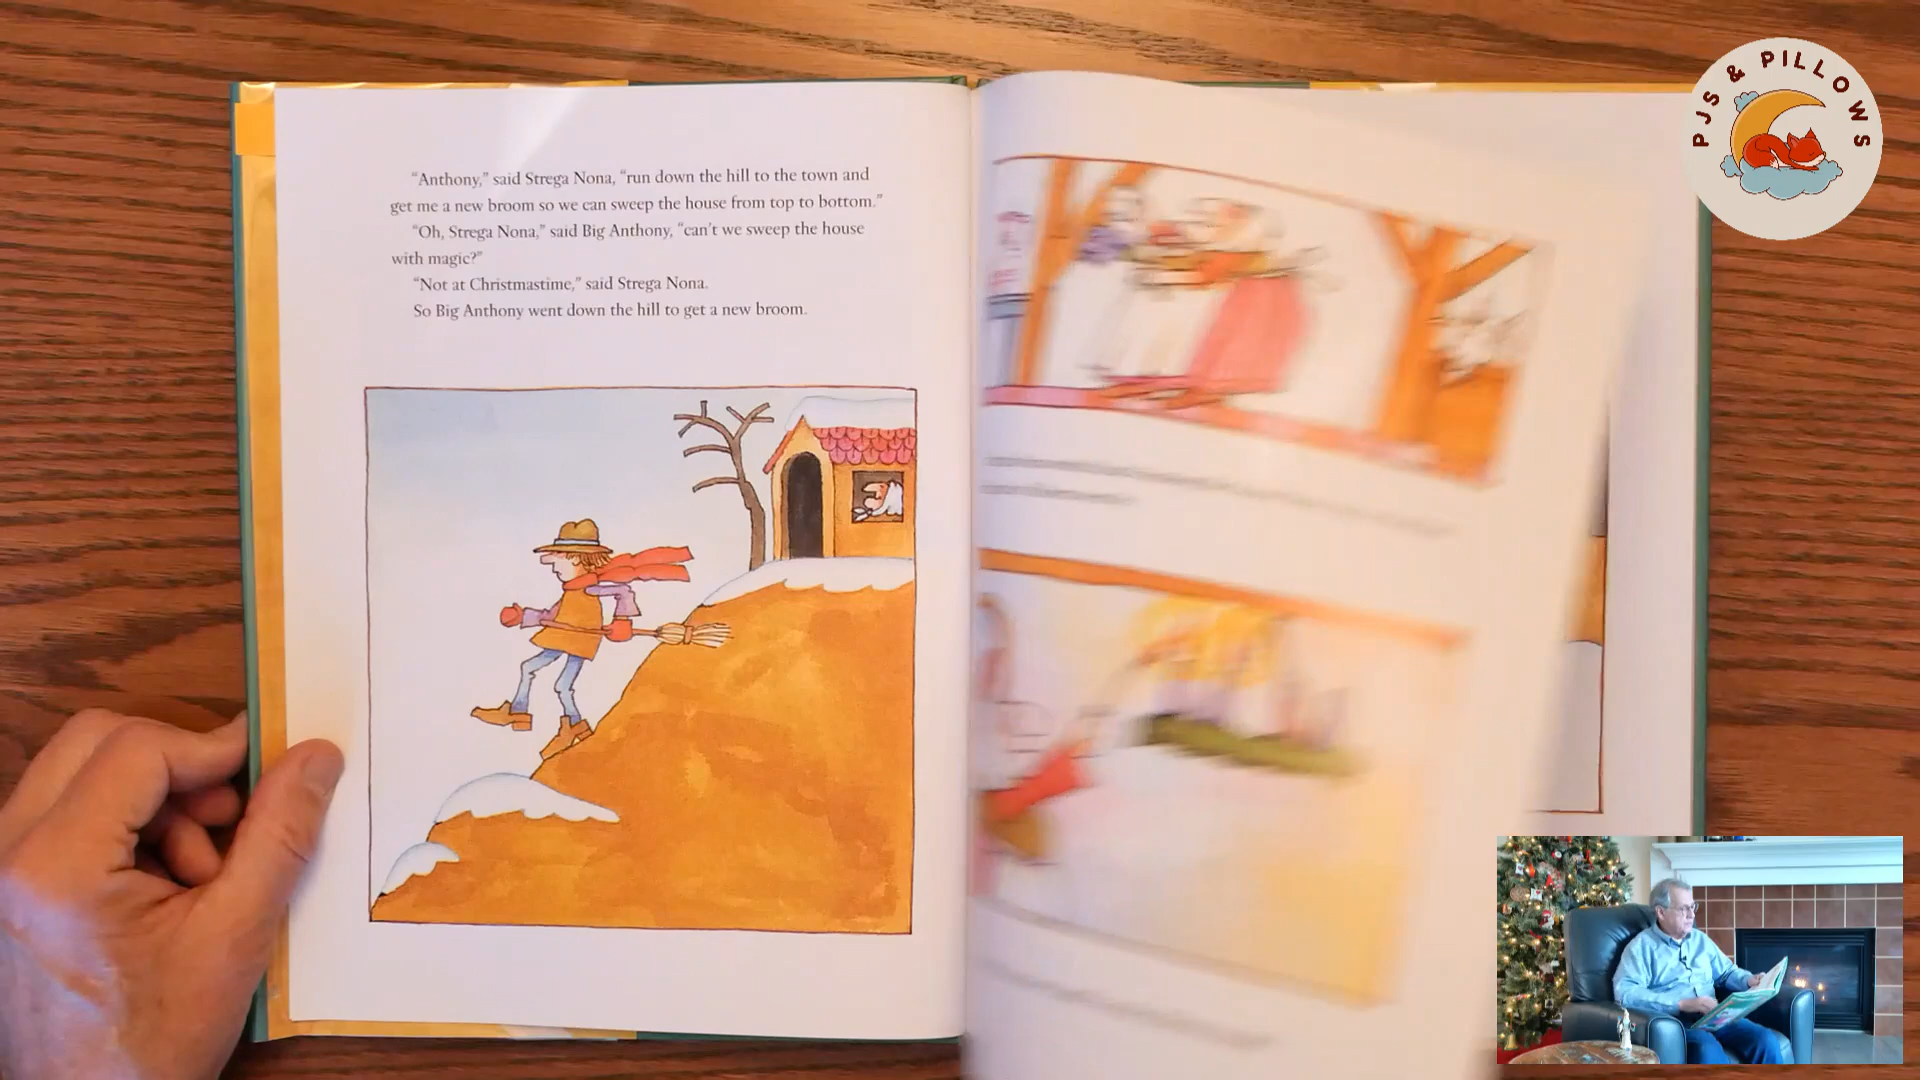 “Anthony,” said Strega Nona, “run down the hill to the town and
get me a new broom so we can sweep the house from top to bottom.”
“Oh, Strega Nona,” said Big Anthony, “can’t we sweep the house
with magic?”
“Not at Christmastime,” said Strega Nona.
So Big Anthony went down the hill to get a new broom.
PJS & PILLOWS